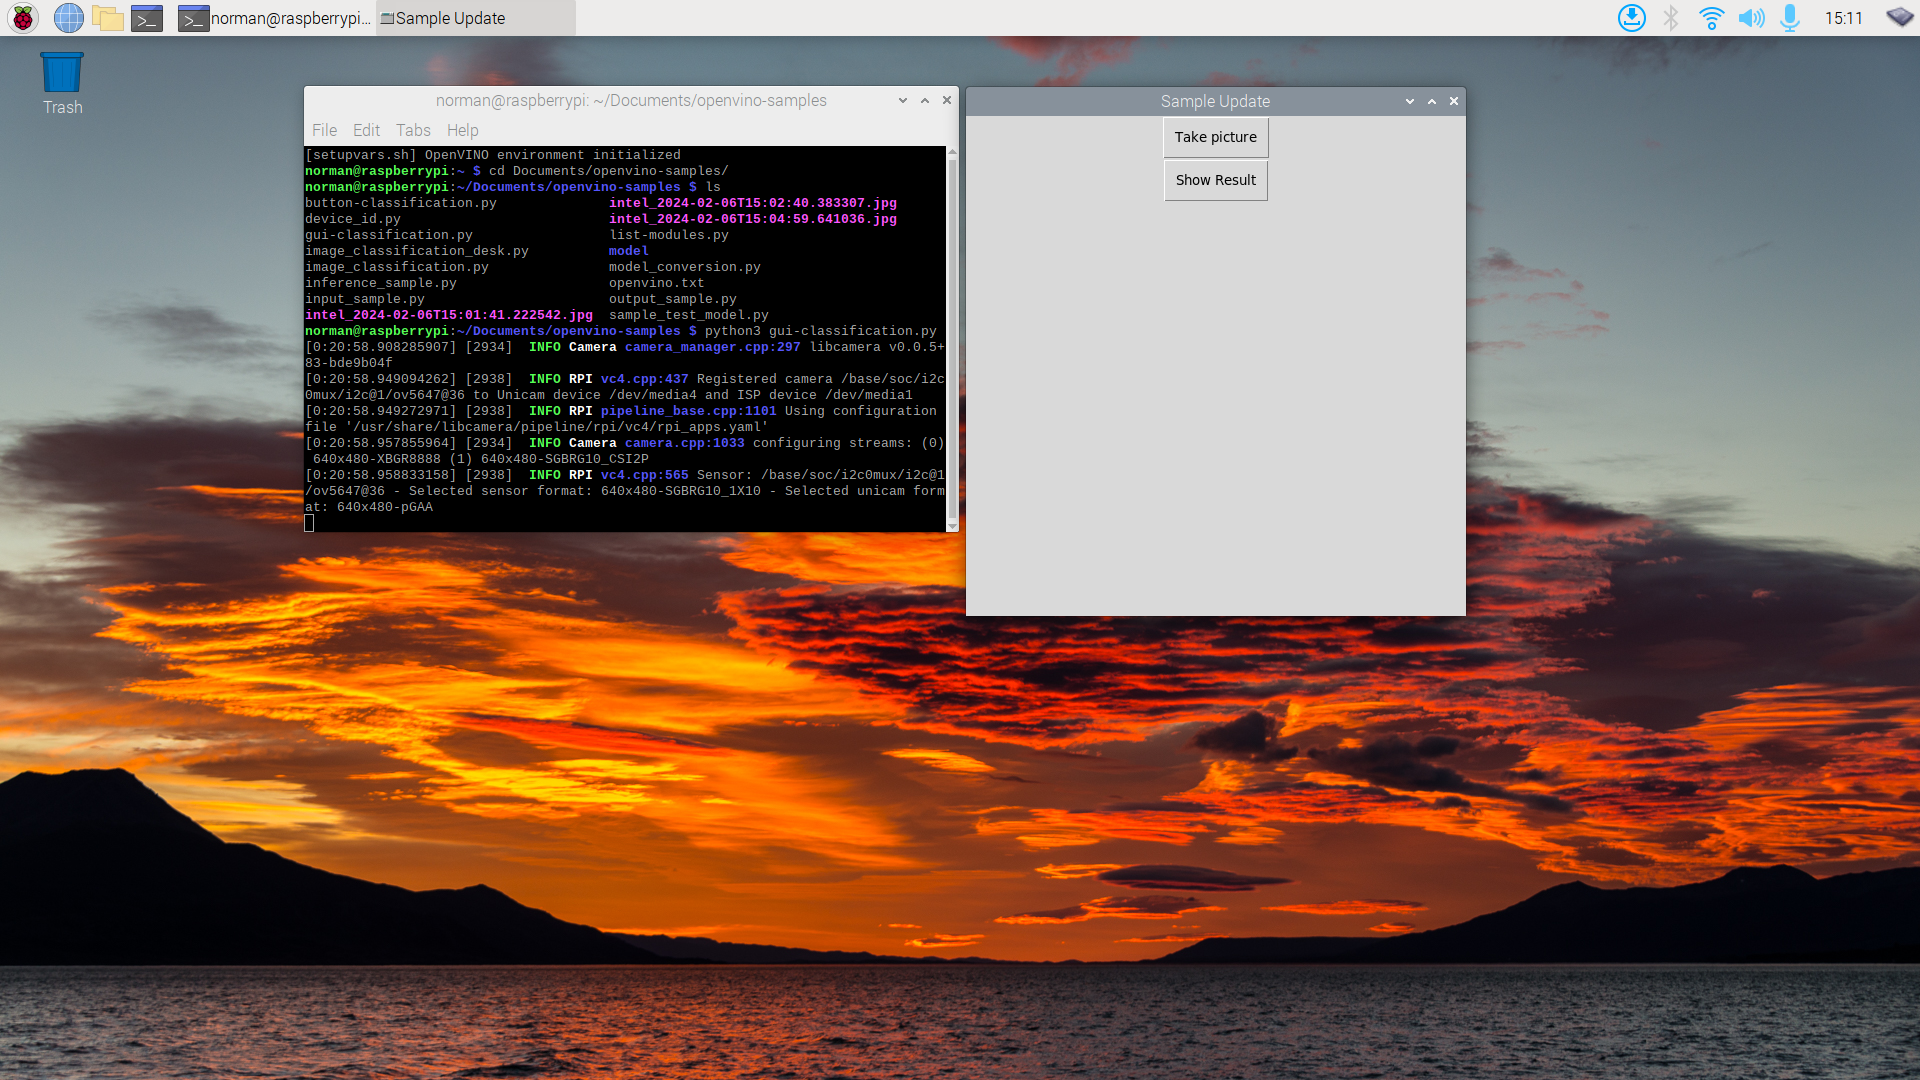 norman@raspberrypi...
Sample Update
15:11
Trash
norman@raspberrypi: ~/Documents/openvino-samples
File Edit Tabs Help
[setupvars.sh] OpenVINO environment initialized
norman@raspberrypi:~ $ cd Documents/openvino-samples/
norman@raspberrypi:~/Documents/openvino-samples $ ls
button-classification.py intel_2024-02-06T15:02:40.383307.jpg
device_id.py intel_2024-02-06T15:04:59.641036.jpg
gui-classification.py list-modules.py
image_classification_desk.py model
image_classification.py model_conversion.py
inference_sample.py openvino.txt
input_sample.py output_sample.py
intel_2024-02-06T15:01:41.222542.jpg sample_test_model.py
norman@raspberrypi:~/Documents/openvino-samples $ python3 gui-classification.py
[0:20:58.908285907] [2934] INFO Camera camera_manager.cpp:297 libcamera v0.0.5+
83-bde9b04f
[0:20:58.949094262] [2938] INFO RPI vc4.cpp:437 Registered camera /base/soc/i2c
0mux/i2c@1/ov5647@36 to Unicam device /dev/media4 and ISP device /dev/media1
[0:20:58.949272971] [2938] INFO RPI pipeline_base.cpp:1101 Using configuration
file '/usr/share/libcamera/pipeline/rpi/vc4/rpi_apps.yaml'
[0:20:58.957855964] [2934] INFO Camera camera.cpp:1033 configuring streams: (0)
640x480-XBGR8888 (1) 640x480-SGBRG10_CSI2P
[0:20:58.958833158] [2938] INFO RPI vc4.cpp:565 Sensor: /base/soc/i2c0mux/i2c@1
/ov5647@36 - Selected sensor format: 640x480-SGBRG10_1X10 - Selected unicam form
at: 640x480-pGAA
Sample Update
Take picture
Show Result